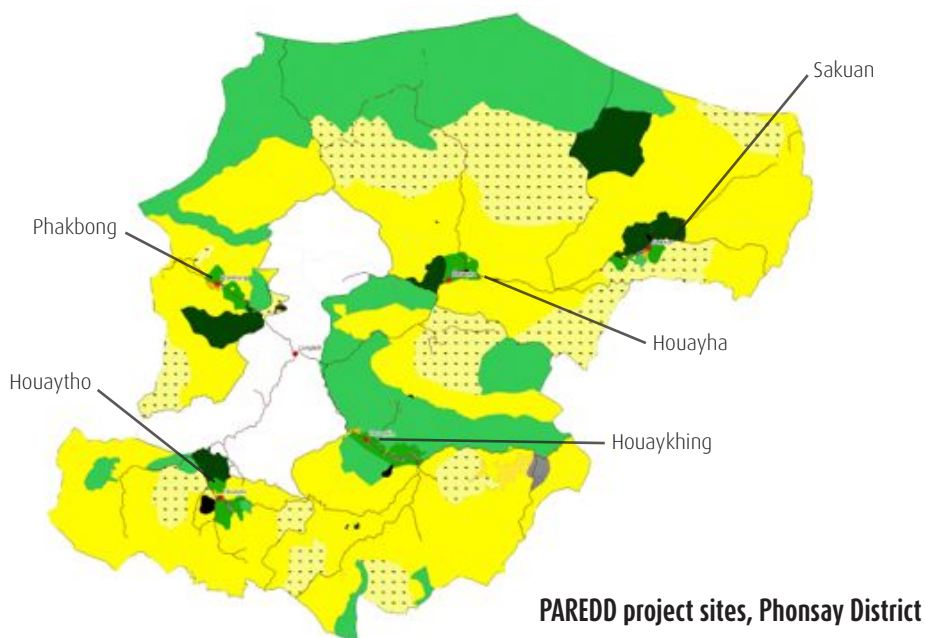 Sakuan
Phakbong
Houayha
Houaytho
Houaykhing
PAREDD project sites, Phonsay District